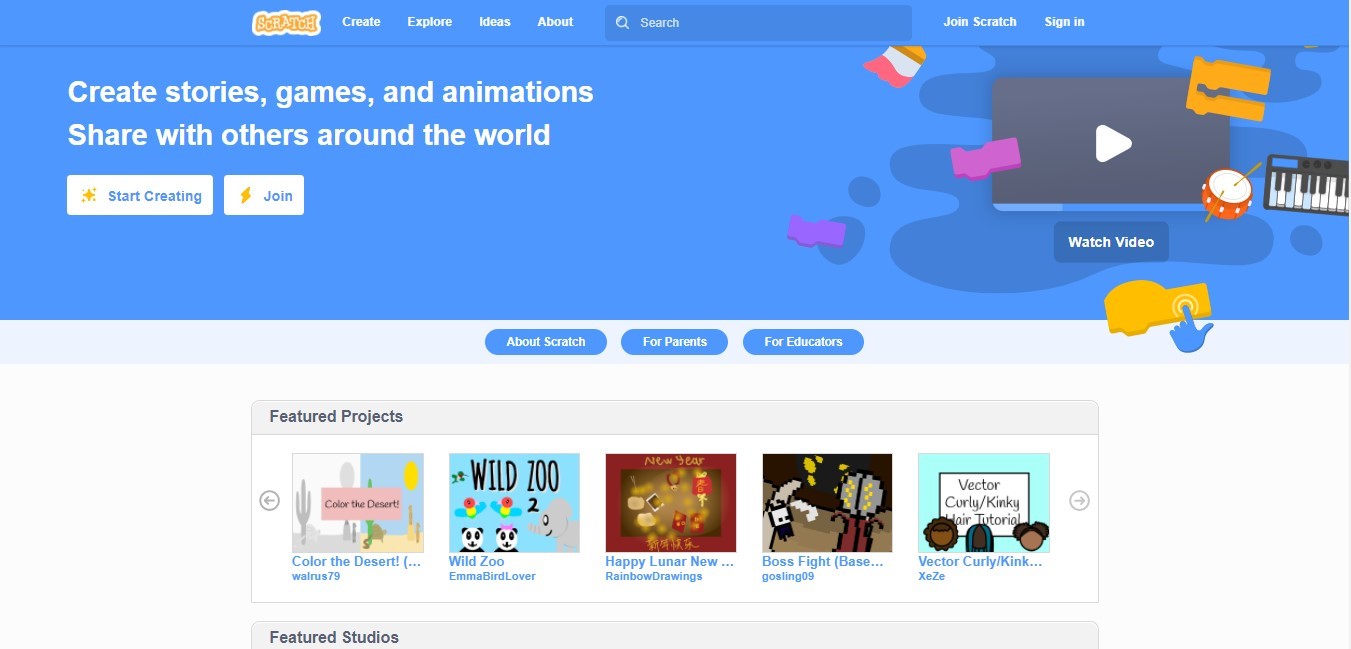 SCRATCH Create Explore Ideas About Search Join Scratch Sign in
Create stories, games, and animations
Share with others around the world
Start Creating Join
Watch Video
About Scratch For Parents For Educators
Featured Projects
Color the Desert!
WILD ZOO
2
New Year
新年快乐
Vector
Curly/Kinky
Hair Tutorial
Color the Desert! (... Wild Zoo Happy Lunar New ... Boss Fight (Base... Vector Curly/Kink...
walrus79 EmmaBirdLover RainbowDrawings gosling09 XeZe
Featured Studios